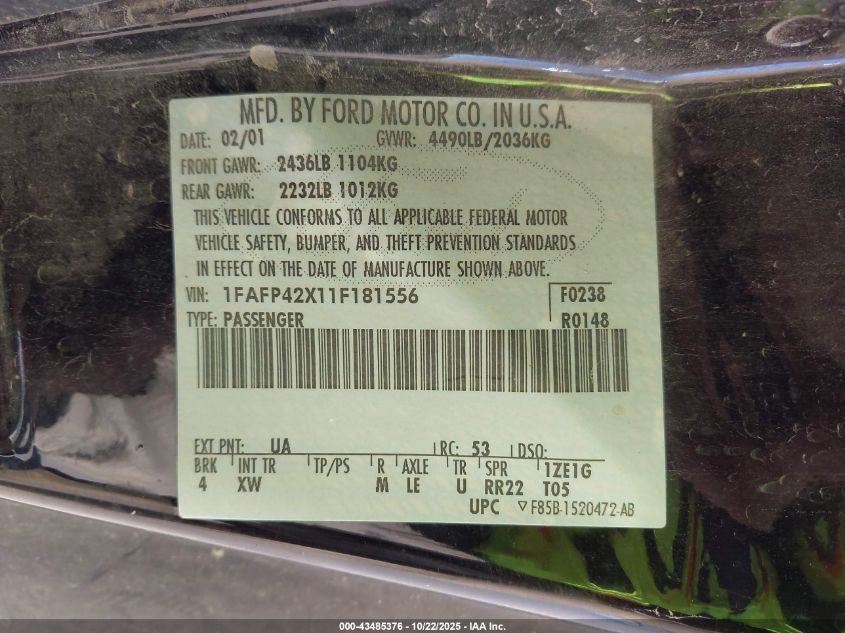 MFD. BY FORD MOTOR CO. IN U.S.A.
DATE: 02/01 GVWR: 4490LB/2036KG
FRONT GAWR: 2436LB 1104KG
REAR GAWR: 2232LB 1012KG
THIS VEHICLE CONFORMS TO ALL APPLICABLE FEDERAL MOTOR
VEHICLE SAFETY, BUMPER, AND THEFT PREVENTION STANDARDS
IN EFFECT ON THE DATE OF MANUFACTURE SHOWN ABOVE.
VIN: 1FAFP42X11F181556 F0238
TYPE: PASSENGER R0148
EXT PNT: UA RC: 53 DSO:
BRK INT TR TP/PS R AXLE TR SPR 1ZE1G
4 XW M LE U RR22 T05
UPC ▽F85B-1520472-AB
000-43485376 - 10/22/2025 - IAA Inc.